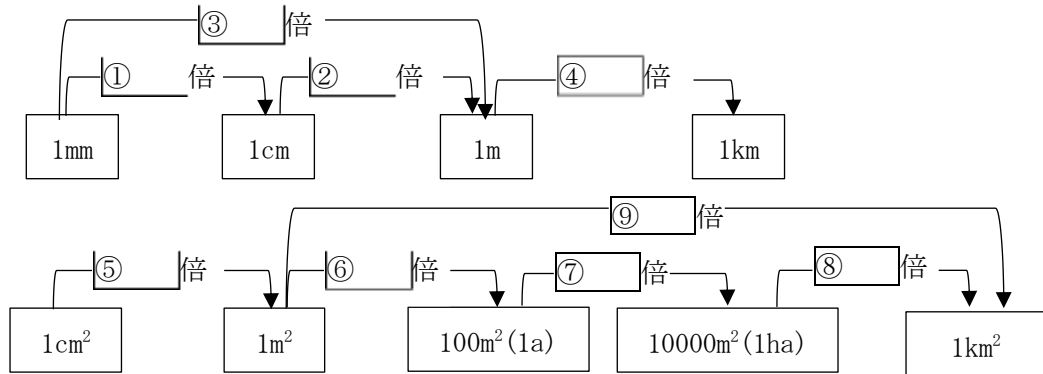 ③ 倍
① 倍 ② 倍 ④ 倍
1mm 1cm 1m 1km
⑨ 倍
⑤ 倍 ⑥ 倍 ⑦ 倍 ⑧ 倍
1cm² 1m² 100m²(1a) 10000m²(1ha) 1km²